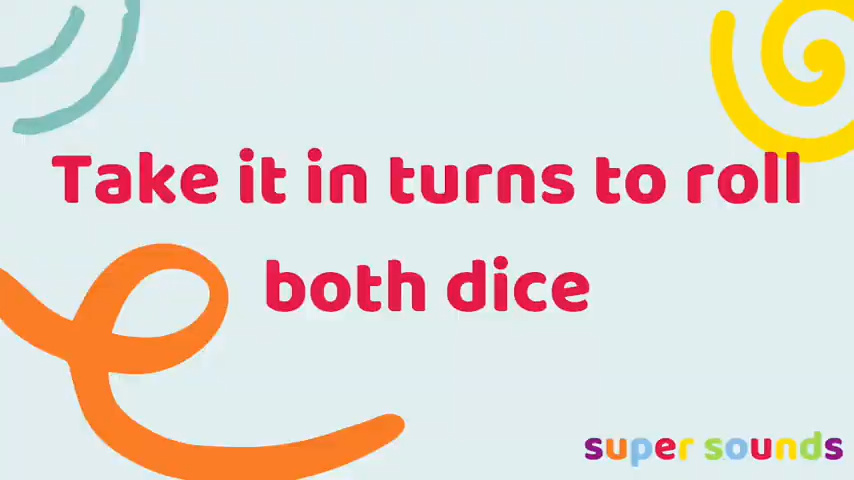 Take it in turns to roll
both dice
super sounds